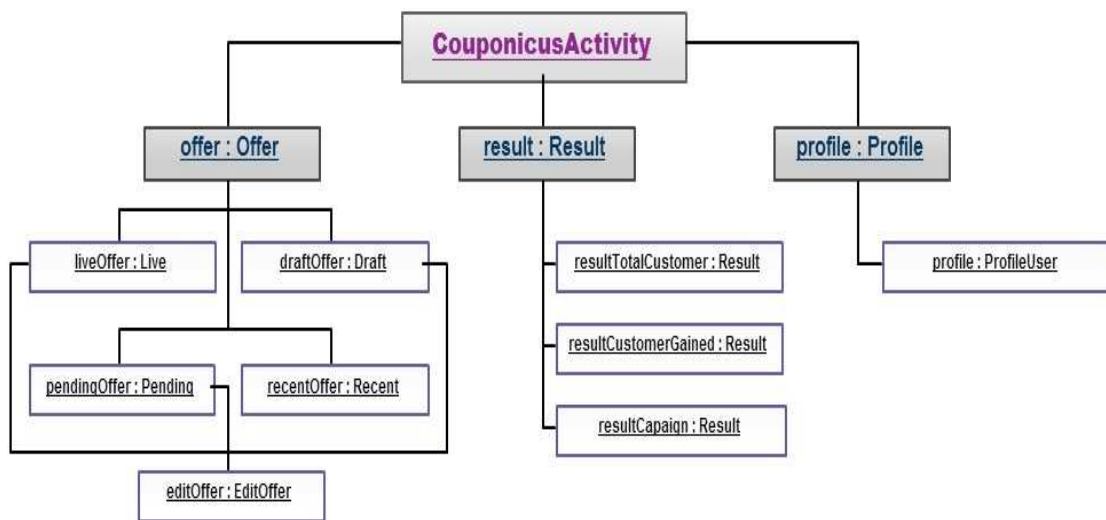 CouponicusActivity
offer : Offer
result : Result
profile : Profile
liveOffer : Live
draftOffer : Draft
resultTotalCustomer : Result
profile : ProfileUser
resultCustomerGained : Result
pendingOffer : Pending
recentOffer : Recent
resultCapaign : Result
editOffer : EditOffer